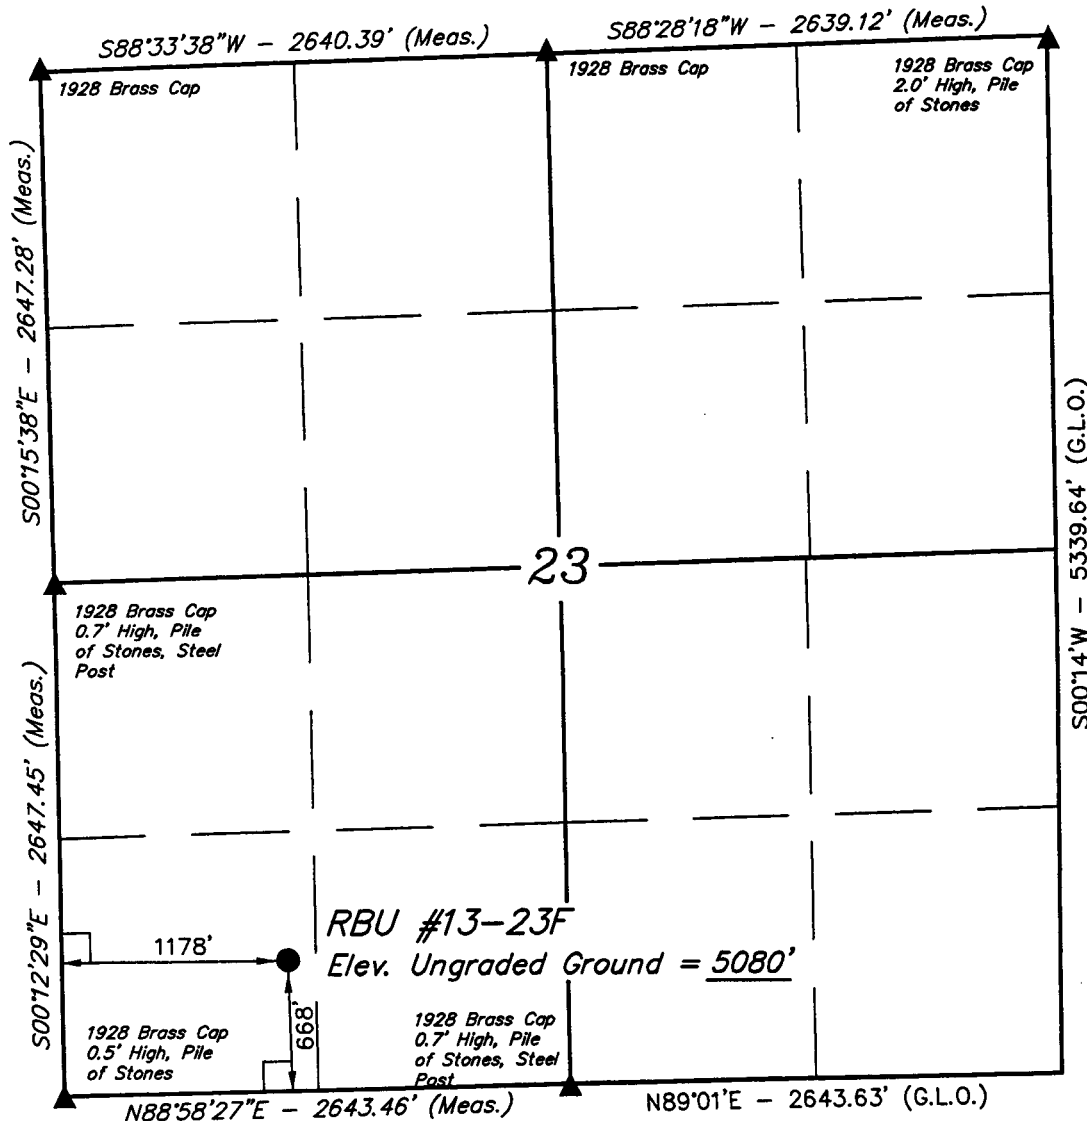 S88°33'38"W - 2640.39' (Meas.)
S88°28'18"W - 2639.12' (Meas.)
1928 Brass Cap
1928 Brass Cap
1928 Brass Cap
2.0' High, Pile
of Stones
S00°15'38"E - 2647.28' (Meas.)
S00°14'W - 5339.64' (G.L.O.)
23
1928 Brass Cap
0.7' High, Pile
of Stones, Steel
Post
S00°12'29"E - 2647.45' (Meas.)
RBU #13-23F
Elev. Ungraded Ground = 5080'
1178'
668'
1928 Brass Cap
0.5' High, Pile
of Stones
1928 Brass Cap
0.7' High, Pile
of Stones, Steel
Post
N88°58'27"E - 2643.46' (Meas.)
N89°01'E - 2643.63' (G.L.O.)